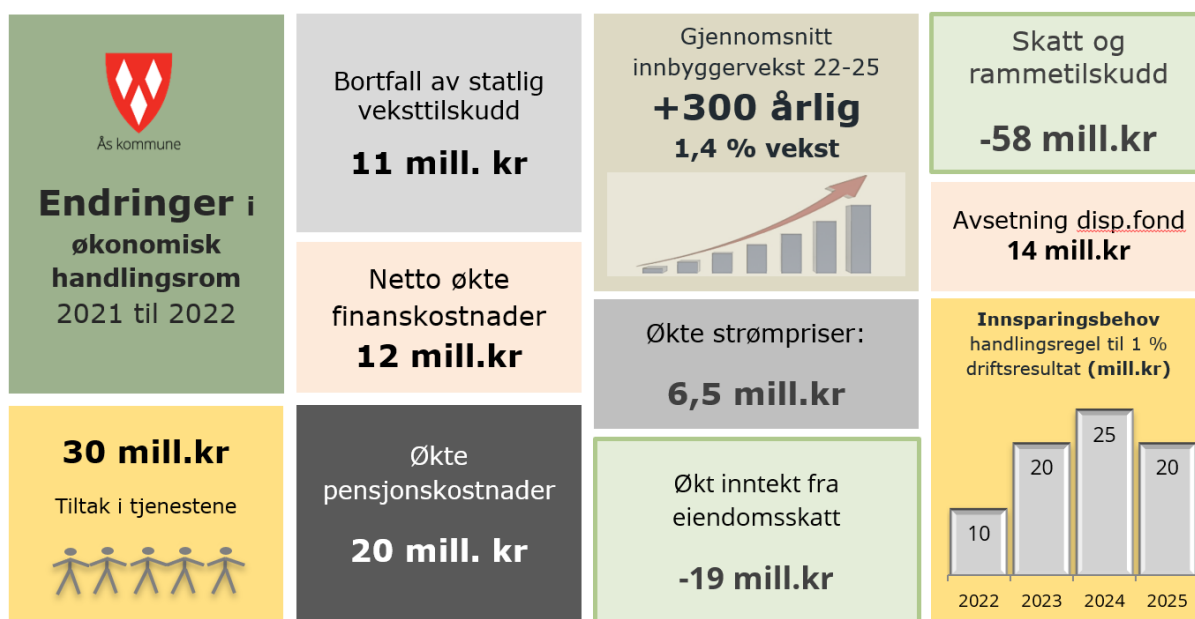 Ås kommune
Endringer i
økonomisk
handlingsrom
2021 til 2022
30 mill.kr
Tiltak i tjenestene
Bortfall av statlig
veksttilskudd
11 mill. kr
Netto økte
finanskostnader
12 mill.kr
Økte
pensjonskostnader
20 mill. kr
Gjennomsnitt
innbyggervekst 22-25
+300 årlig
1,4 % vekst
Økte strømpriser:
6,5 mill.kr
Økt inntekt fra
eiendomsskatt
-19 mill.kr
Skatt og
rammetilskudd
-58 mill.kr
Avsetning disp.fond
14 mill.kr
Innsparingsbehov
handlingsregel til 1 %
driftsresultat (mill.kr)
10
20
25
20
2022 2023 2024 2025